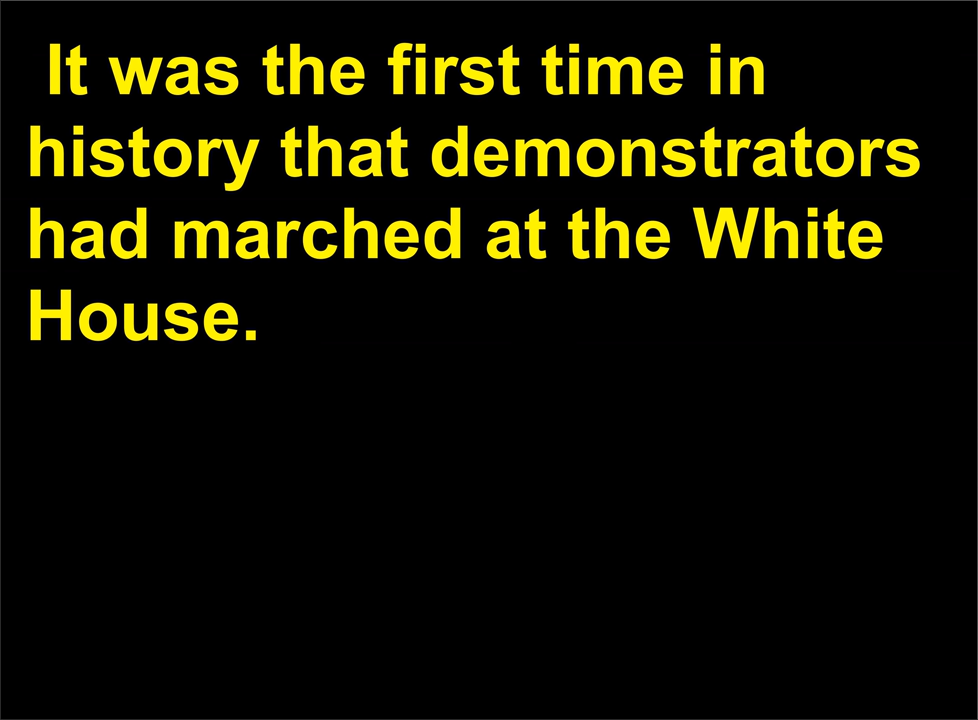 It was the first time in
history that demonstrators
had marched at the White
House.